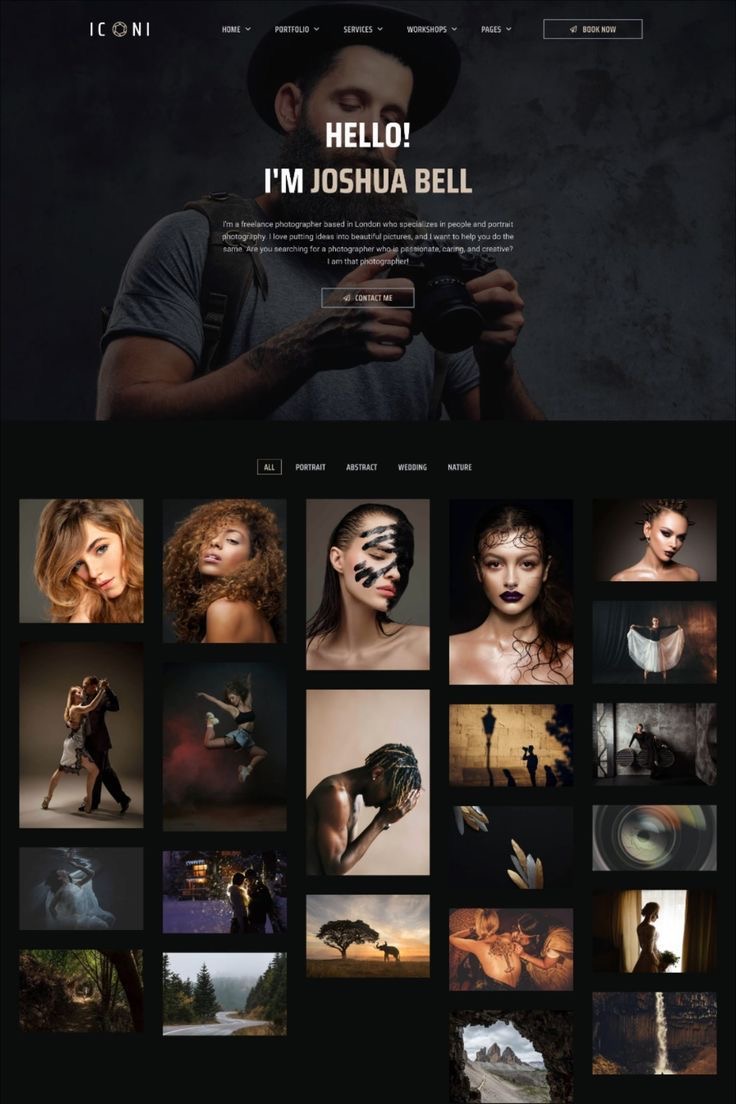 ICONI
HOME PORTFOLIO SERVICES WORKSHOPS PAGES BOOK NOW
HELLO!
I'M JOSHUA BELL
I'm a freelance photographer based in London who specializes in people and portrait
photography. I love putting ideas into beautiful pictures, and I want to help you do the
same. Are you searching for a photographer who is passionate, caring, and creative?
I am that photographer!
CONTACT ME
ALL PORTRAIT ABSTRACT WEDDING NATURE